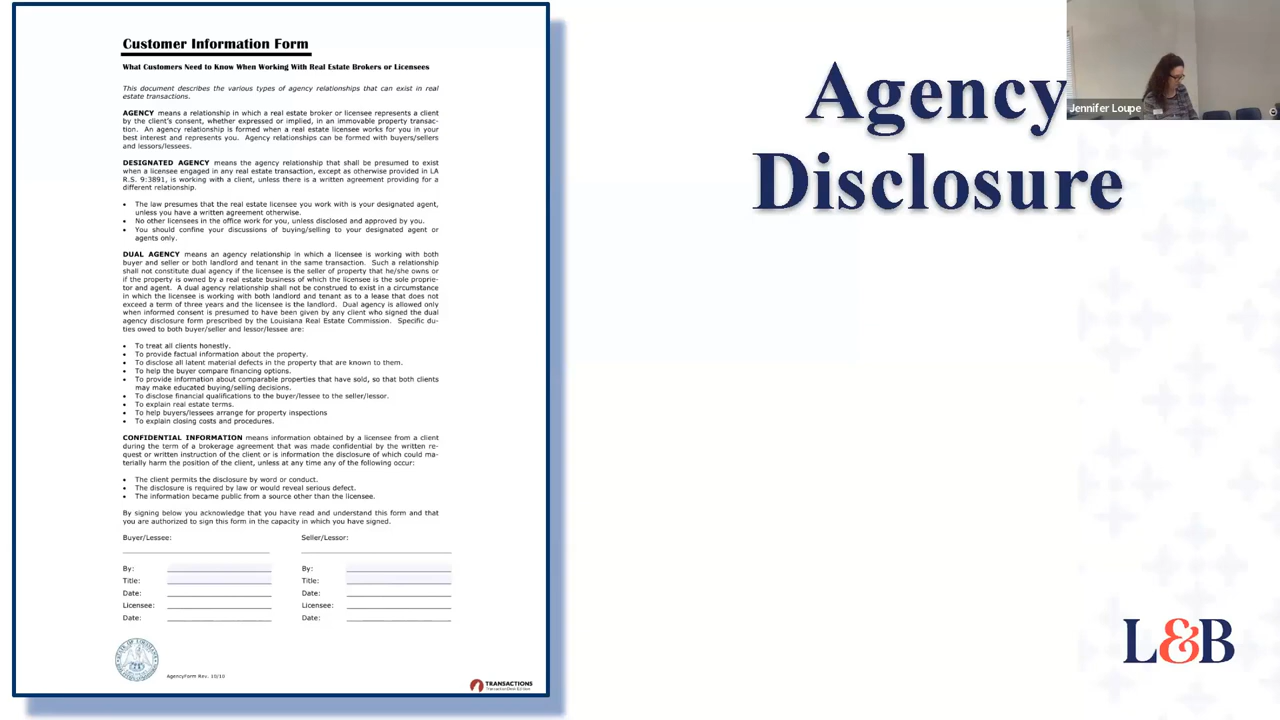 Customer Information Form
What Customers Need to Know When Working With Real Estate Brokers or Licensees
This document describes the various types of agency relationships that can exist in real
estate transactions.
AGENCY means a relationship in which a real estate broker or licensee represents a client
by the client's consent, whether expressed or implied, in an immovable property transac-
tion. An agency relationship is formed when a real estate licensee works for you in your
best interest and represents you. Agency relationships can be formed with buyers/sellers
and lessors/lessees.
DESIGNATED AGENCY means the agency relationship that shall be presumed to exist
when a licensee engaged in any real estate transaction, except as otherwise provided in LA
R.S. 9:3891, is working with a client, unless there is a written agreement providing for a
different relationship.
• The law presumes that the real estate licensee you work with is your designated agent,
unless you have a written agreement otherwise.
• No other licensees in the office work for you, unless disclosed and approved by you.
• You should confine your discussions of buying/selling to your designated agent or
agents only.
DUAL AGENCY means an agency relationship in which a licensee is working with both
buyer and seller or both landlord and tenant in the same transaction. Such a relationship
shall not constitute dual agency if the licensee is the seller of property that he/she owns or
if the property is owned by a real estate business of which the licensee is the sole proprie-
tor and agent. A dual agency relationship shall not be construed to exist in a circumstance
in which the licensee is working with both landlord and tenant as to a lease that does not
exceed a term of three years and the licensee is the landlord. Dual agency is allowed only
when informed consent is presumed to have been given by any client who signed the dual
agency disclosure form prescribed by the Louisiana Real Estate Commission. Specific du-
ties owed to both buyer/seller and lessor/lessee are:
• To treat all clients honestly.
• To provide factual information about the property.
• To disclose all latent material defects in the property that are known to them.
• To help the buyer compare financing options.
• To provide information about comparable properties that have sold, so that both clients
may make educated buying/selling decisions.
• To disclose financial qualifications to the buyer/lessee to the seller/lessor.
• To explain real estate terms.
• To help buyers/lessees arrange for property inspections
• To explain closing costs and procedures.
CONFIDENTIAL INFORMATION means information obtained by a licensee from a client
during the term of a brokerage agreement that was made confidential by the written re-
quest or written instruction of the client or is information the disclosure of which could ma-
terially harm the position of the client, unless at any time any of the following occur:
• The client permits the disclosure by word or conduct.
• The disclosure is required by law or would reveal serious defect.
• The information became public from a source other than the licensee.
By signing below you acknowledge that you have read and understand this form and that
you are authorized to sign this form in the capacity in which you have signed.
Buyer/Lessee: Seller/Lessor:
By: By:
Title: Title:
Date: Date:
Licensee: Licensee:
Date: Date:
AgencyForm Rev. 10/10
TRANSACTIONS
Agency
Disclosure
Jennifer Loupe
L&B